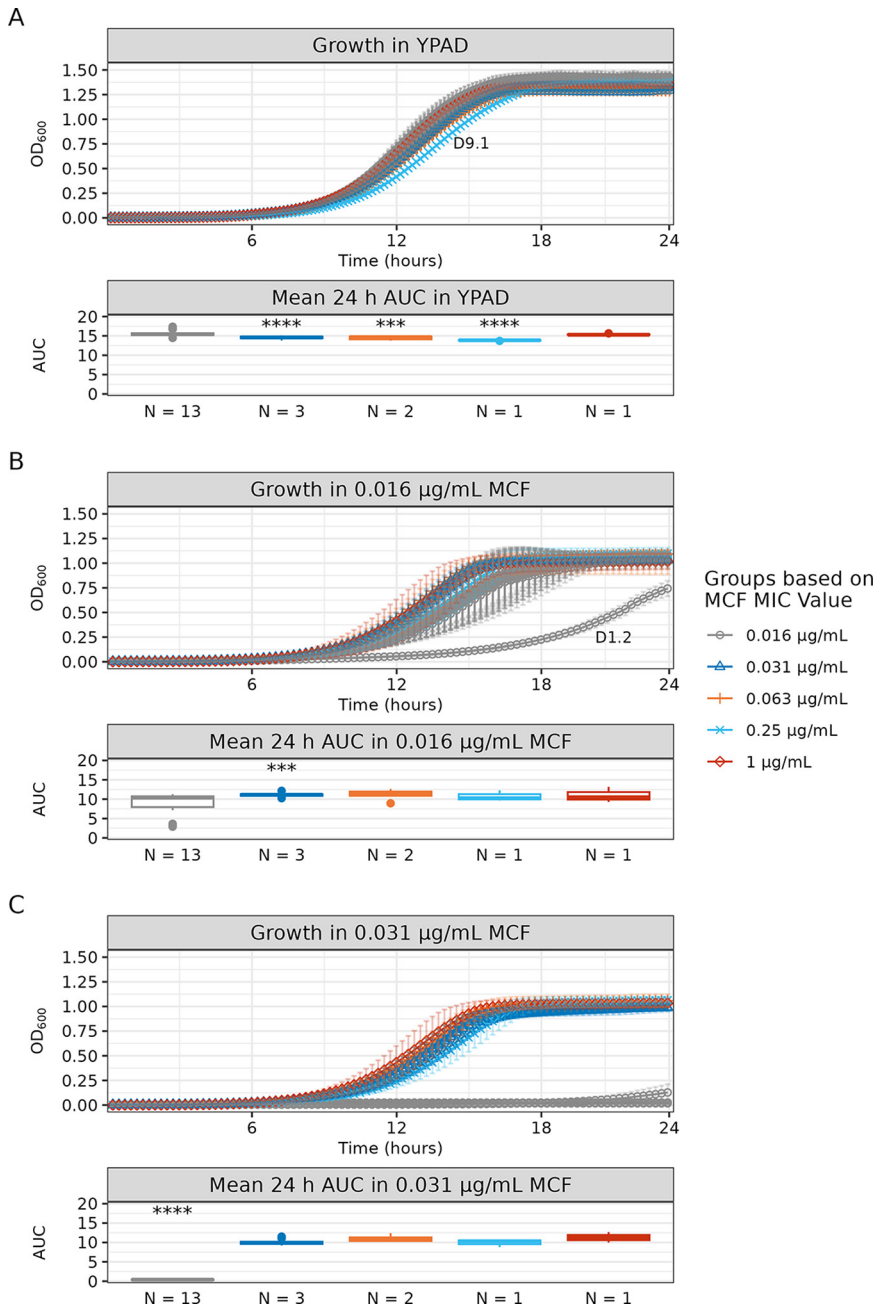 A
Growth in YPAD
1.50
1.25
1.00
0.75
0.50
0.25
0.00
OD600
D9.1
6 12 18 24
Time (hours)
Mean 24 h AUC in YPAD
20
15
10
5
0
AUC
**** *** ****
N = 13 N = 3 N = 2 N = 1 N = 1
B
Growth in 0.016 µg/mL MCF
1.50
1.25
1.00
0.75
0.50
0.25
0.00
OD600
D1.2
6 12 18 24
Time (hours)
Mean 24 h AUC in 0.016 µg/mL MCF
20
15
10
5
0
AUC
***
N = 13 N = 3 N = 2 N = 1 N = 1
Groups based on
MCF MIC Value
0.016 µg/mL
0.031 µg/mL
0.063 µg/mL
0.25 µg/mL
1 µg/mL
C
Growth in 0.031 µg/mL MCF
1.50
1.25
1.00
0.75
0.50
0.25
0.00
OD600
6 12 18 24
Time (hours)
Mean 24 h AUC in 0.031 µg/mL MCF
20
15
10
5
0
AUC
****
N = 13 N = 3 N = 2 N = 1 N = 1